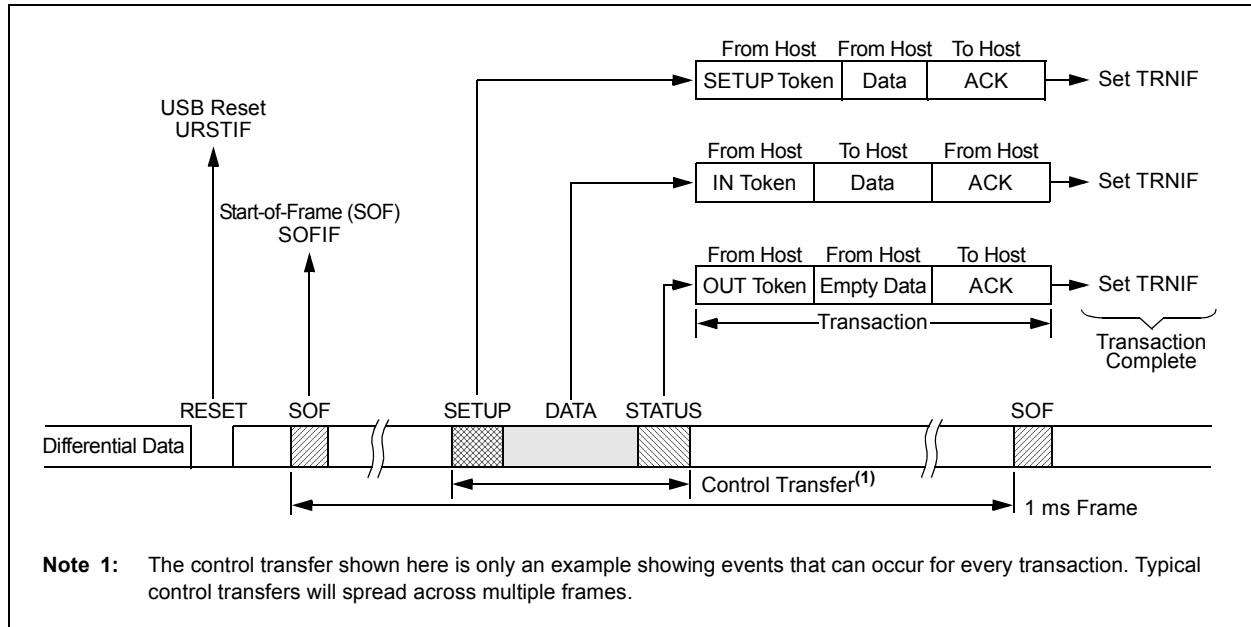 From Host From Host To Host
SETUP Token Data ACK Set TRNIF
USB Reset
URSTIF
From Host To Host From Host
IN Token Data ACK Set TRNIF
Start-of-Frame (SOF)
SOFIF
From Host From Host To Host
OUT Token Empty Data ACK Set TRNIF
Transaction
Transaction
Complete
RESET SOF SETUP DATA STATUS SOF
Differential Data
Control Transfer(1)
1 ms Frame
Note 1: The control transfer shown here is only an example showing events that can occur for every transaction. Typical
control transfers will spread across multiple frames.